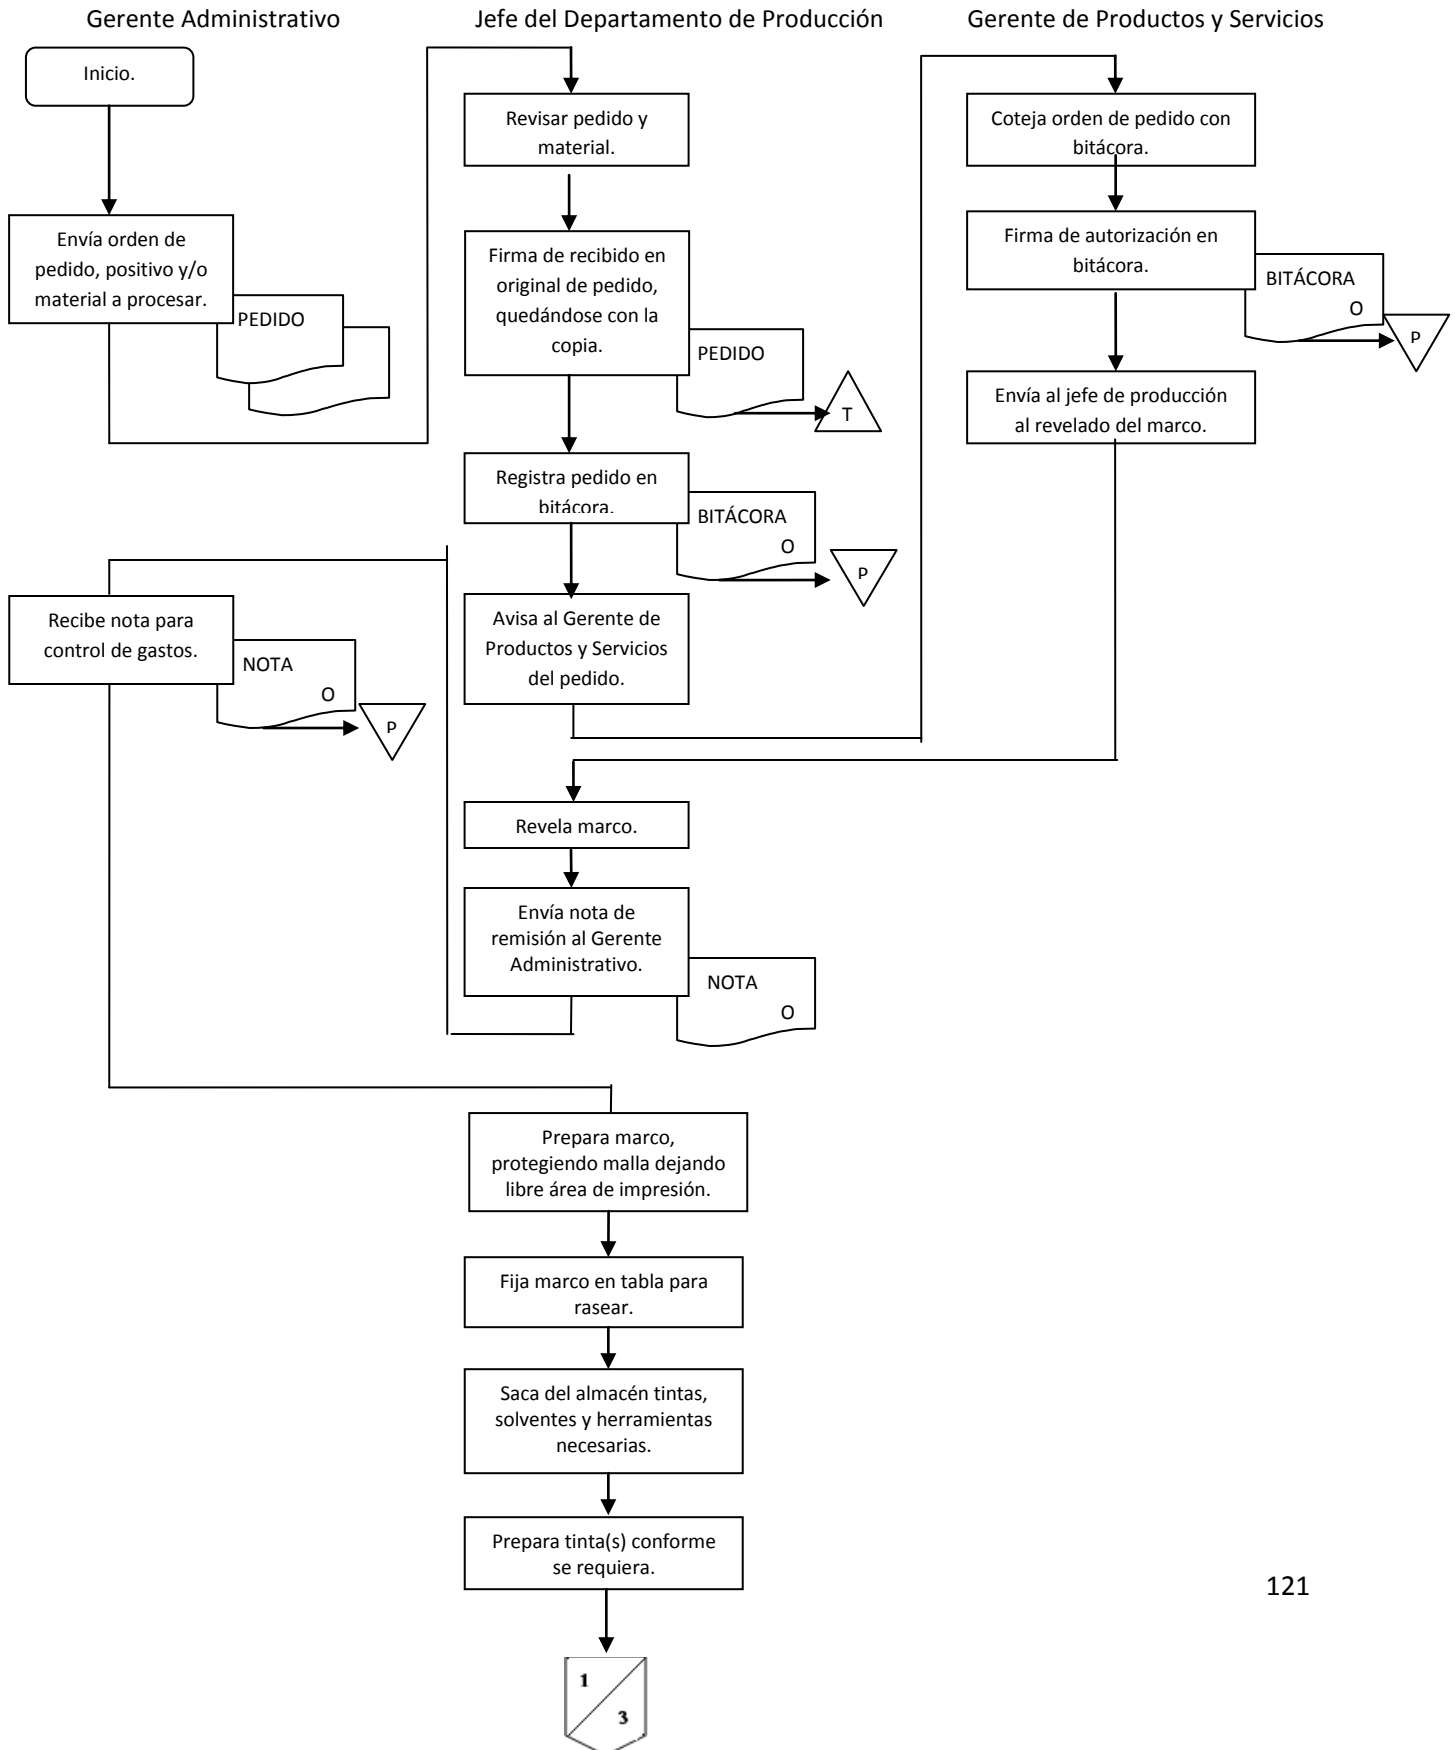 Gerente Administrativo
Jefe del Departamento de Producción
Gerente de Productos y Servicios
Inicio.
Envía orden de
pedido, positivo y/o
material a procesar.
PEDIDO
Revisar pedido y
material.
Firma de recibido en
original de pedido,
quedándose con la
copia.
PEDIDO
T
Registra pedido en
bitácora.
BITÁCORA
O
P
Avisa al Gerente de
Productos y Servicios
del pedido.
Coteja orden de pedido con
bitácora.
Firma de autorización en
bitácora.
BITÁCORA
O
P
Envía al jefe de producción
al revelado del marco.
Revela marco.
Envía nota de
remisión al Gerente
Administrativo.
NOTA
O
Recibe nota para
control de gastos.
NOTA
O
P
Prepara marco,
protegiendo malla dejando
libre área de impresión.
Fija marco en tabla para
rasear.
Saca del almacén tintas,
solventes y herramientas
necesarias.
Prepara tinta(s) conforme
se requiera.
1
3
121